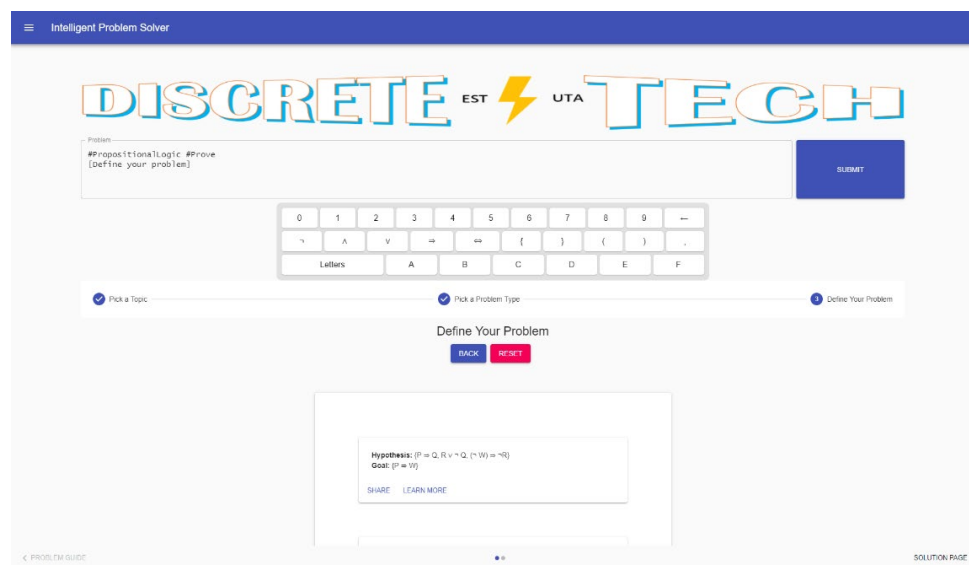 Intelligent Problem Solver
DISCRETE EST UTA TECH
Problem
#PropositionalLogic #Prove
[Define your problem]
SUBMIT
0 1 2 3 4 5 6 7 8 9 ←
¬ ∧ ∨ ⇒ ⇔ { } ( ) ,
Letters A B C D E F
Pick a Topic
Pick a Problem Type
3 Define Your Problem
Define Your Problem
BACK RESET
Hypothesis: {P ⇒ Q, R ∨ ¬ Q, (¬ W) ⇒ ¬R}
Goal: {P ⇒ W}
SHARE LEARN MORE
< PROBLEM GUIDE
SOLUTION PAGE